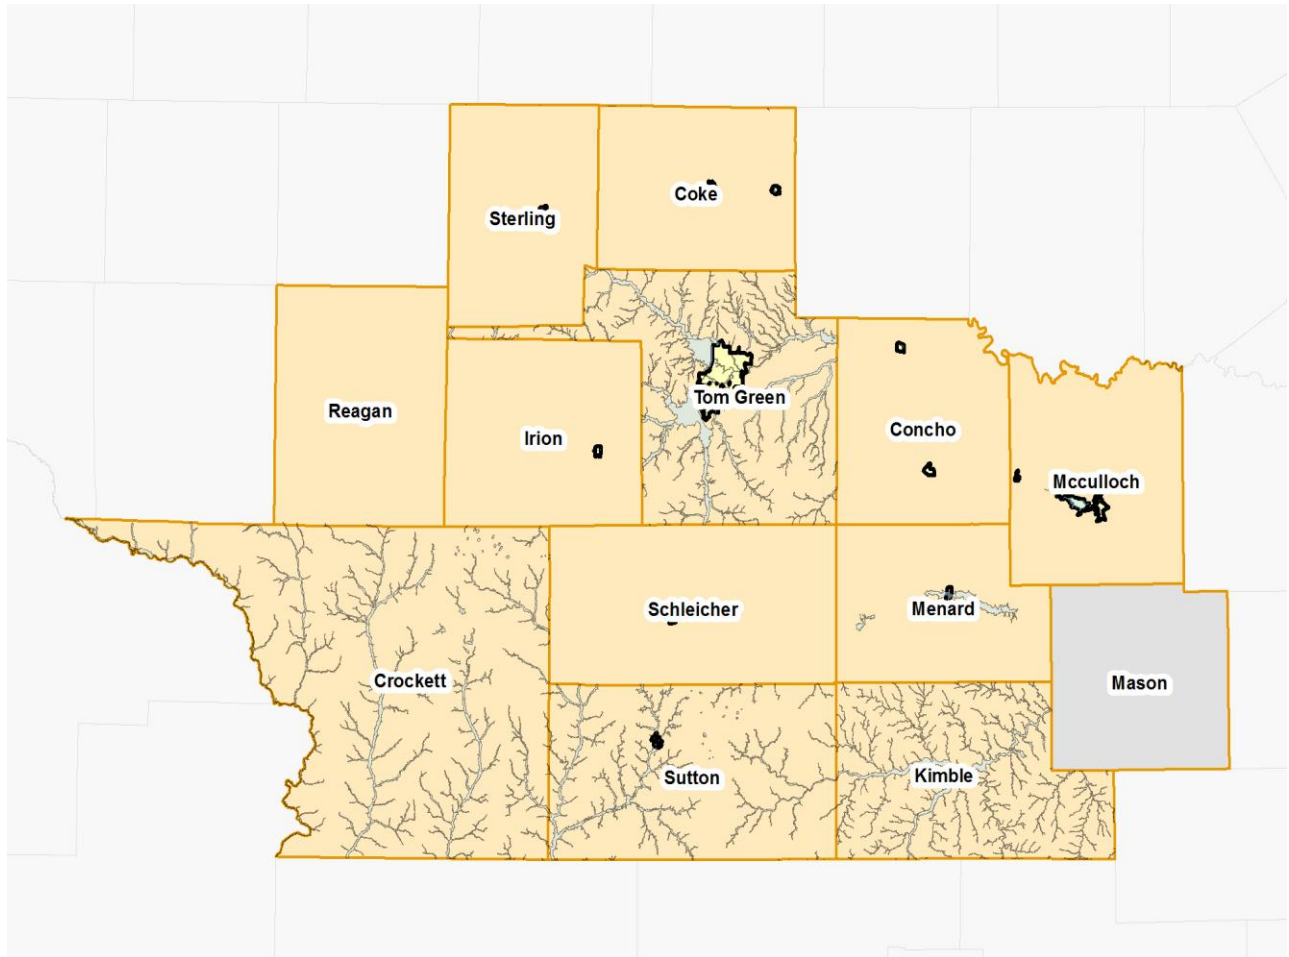 Coke
Sterling
Tom Green
Reagan
Irion
Concho
Mcculloch
Schleicher
Menard
Crockett
Mason
Sutton
Kimble